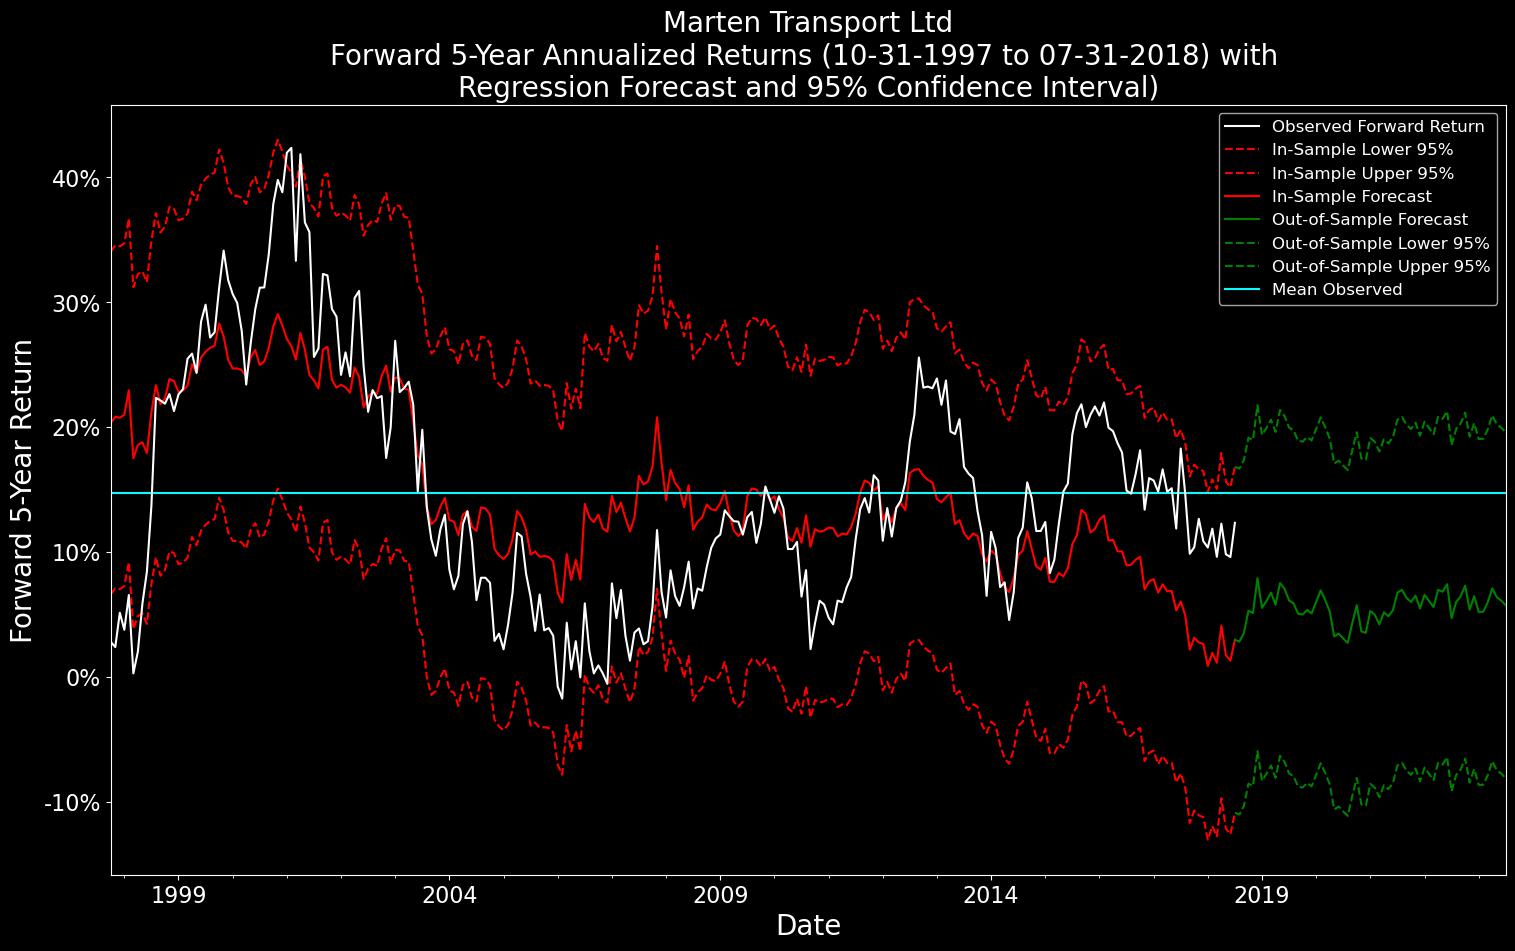 Marten Transport Ltd
Forward 5-Year Annualized Returns (10-31-1997 to 07-31-2018) with
Regression Forecast and 95% Confidence Interval)
Forward 5-Year Return
40%
30%
20%
10%
0%
-10%
Observed Forward Return
In-Sample Lower 95%
In-Sample Upper 95%
In-Sample Forecast
Out-of-Sample Forecast
Out-of-Sample Lower 95%
Out-of-Sample Upper 95%
Mean Observed
1999 2004 2009 2014 2019
Date